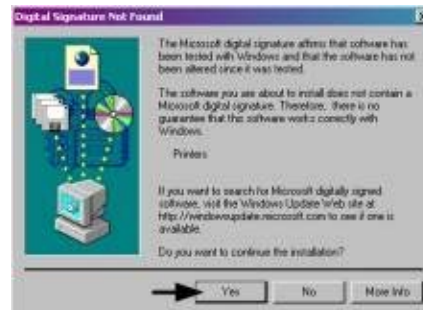 Digital Signature Not Found
The Microsoft digital signature affirms that software has
been tested with Windows and that the software has not
been altered since it was tested.
The software you are about to install does not contain a
Microsoft digital signature. Therefore, there is no
guarantee that this software works correctly with
Windows.
Printers
If you want to search for Microsoft digitally signed
software, visit the Windows Update Web site at
http://windowsupdate.microsoft.com to see if one is
available.
Do you want to continue the installation?
Yes
No
More Info